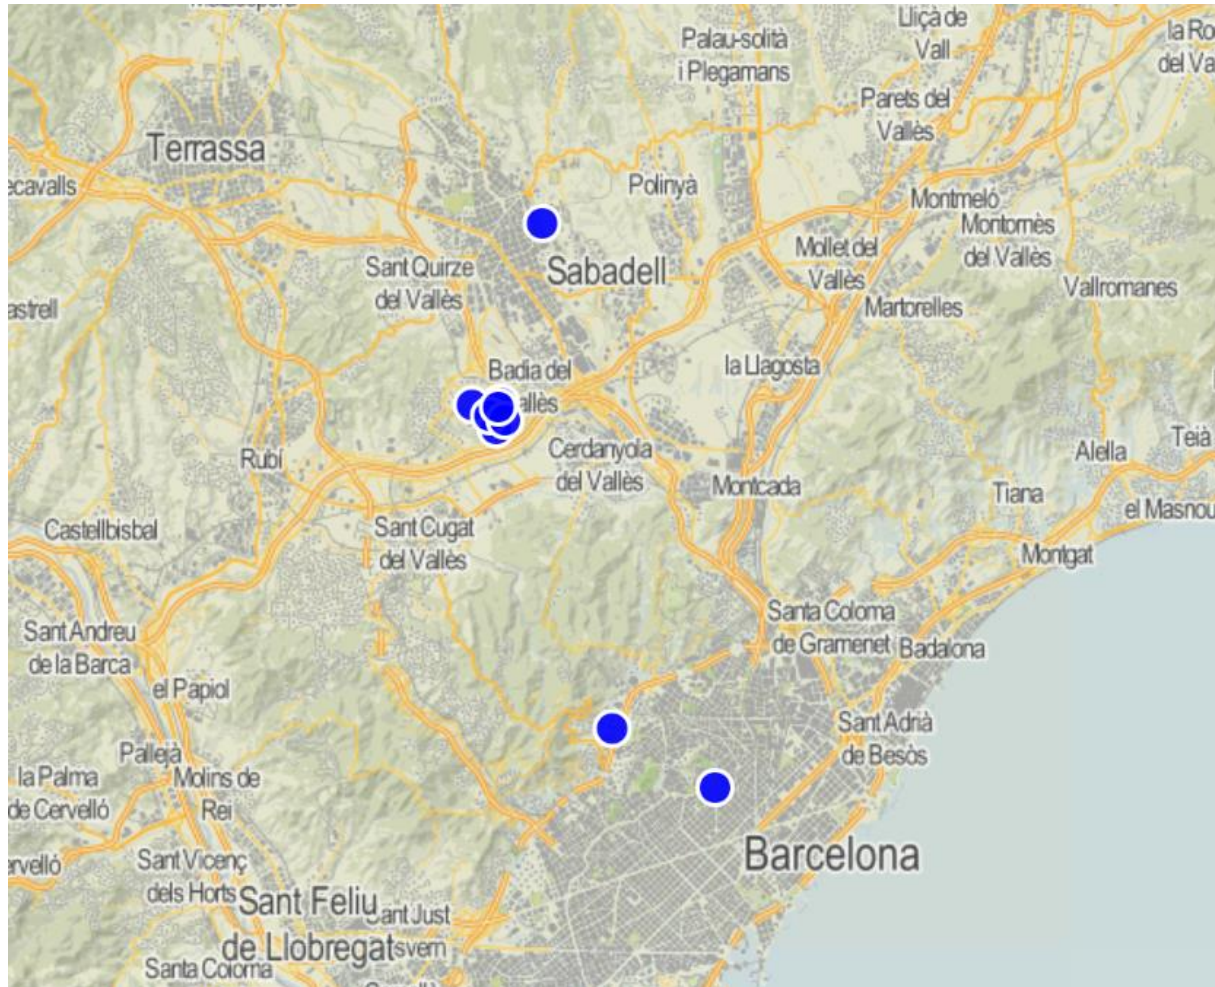 Lliçà de
Vall
Palau-solità
i Plegamans
la Ro
del Va
Parets del
Vallès
Terrassa
ecavalls
Polinyà
Montmeló
Montornès
del Vallès
Mollet del
Vallès
Sant Quirze
del Vallès
Sabadell
Vallromanes
astrell
Martorelles
Badia del
allès
la Llagosta
Rubí
Cerdanyola
del Vallès
Montcada
Alella
Teià
Tiana
el Masnou
Castellbisbal
Sant Cugat
del Vallès
Montgat
Santa Coloma
de Gramenet
Badalona
Sant Andreu
de la Barca
el Papiol
Sant Adrià
de Besòs
Pallejà
la Palma
de Cervelló
Molins de
Rei
Barcelona
ervelló
Sant Vicenç
dels Horts
Sant Feliu
de Llobregat
ant Just
svern
Santa Coloma